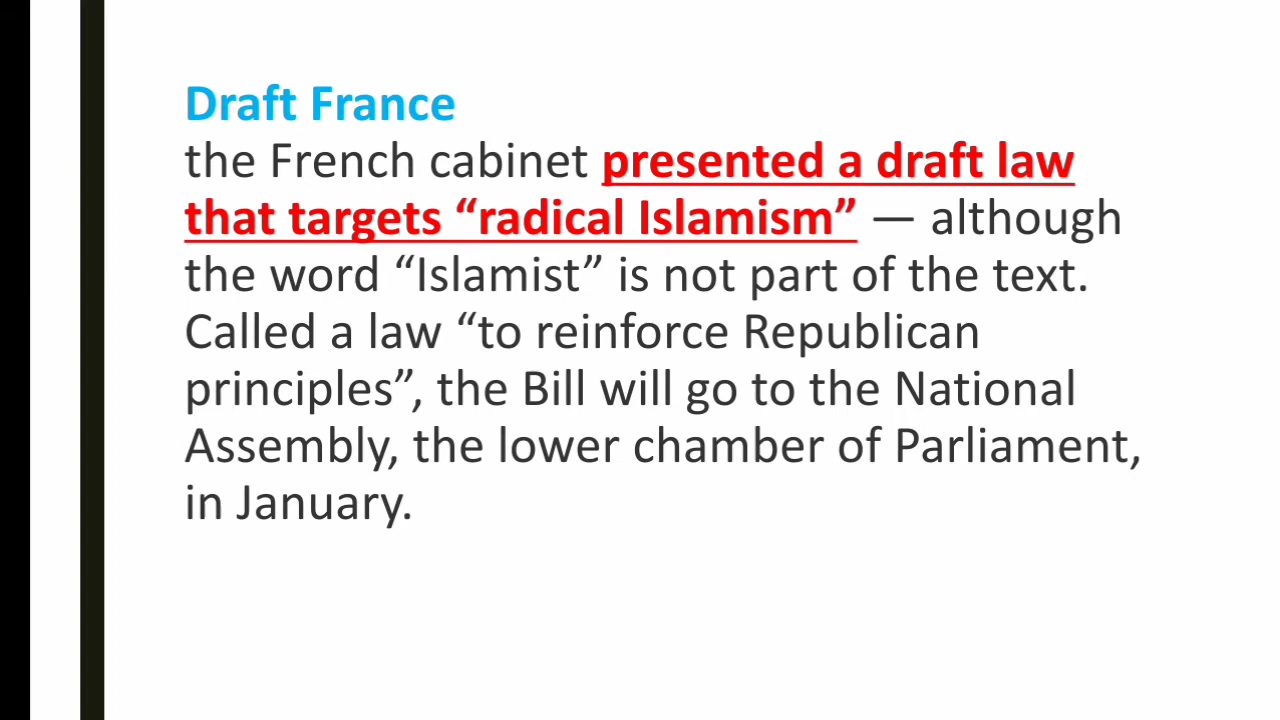 Draft France
the French cabinet presented a draft law
that targets “radical Islamism” — although
the word “Islamist” is not part of the text.
Called a law “to reinforce Republican
principles”, the Bill will go to the National
Assembly, the lower chamber of Parliament,
in January.